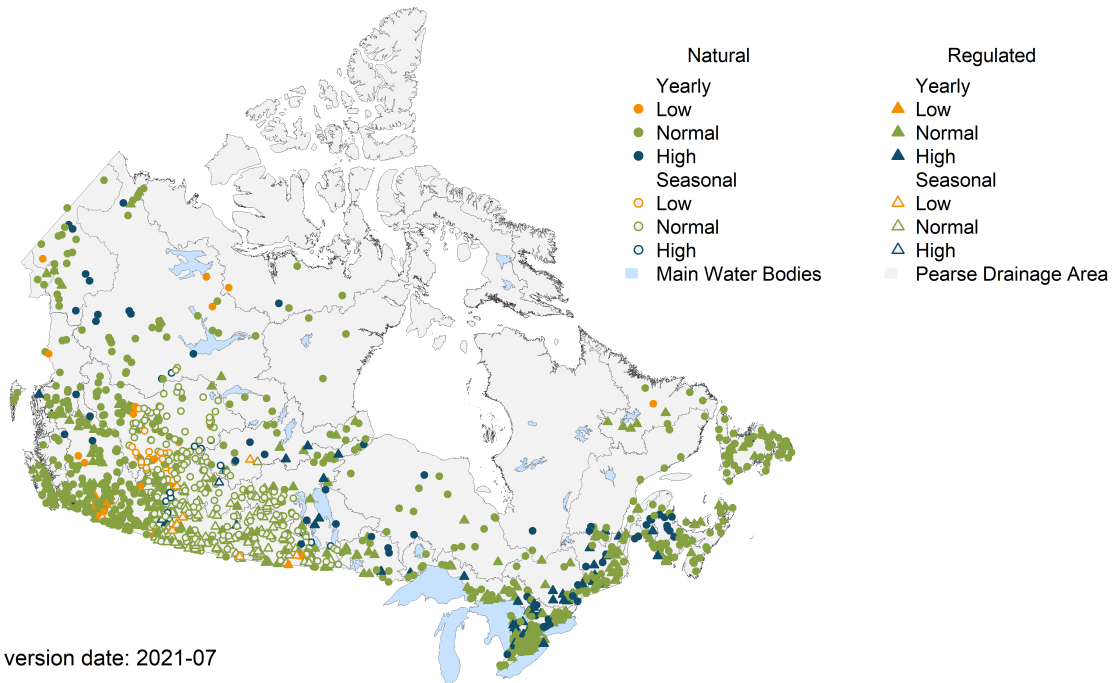 Natural
Yearly
Low
Normal
High
Seasonal
Low
Normal
High
Main Water Bodies
Regulated
Yearly
Low
Normal
High
Seasonal
Low
Normal
High
Pearse Drainage Area
version date: 2021-07